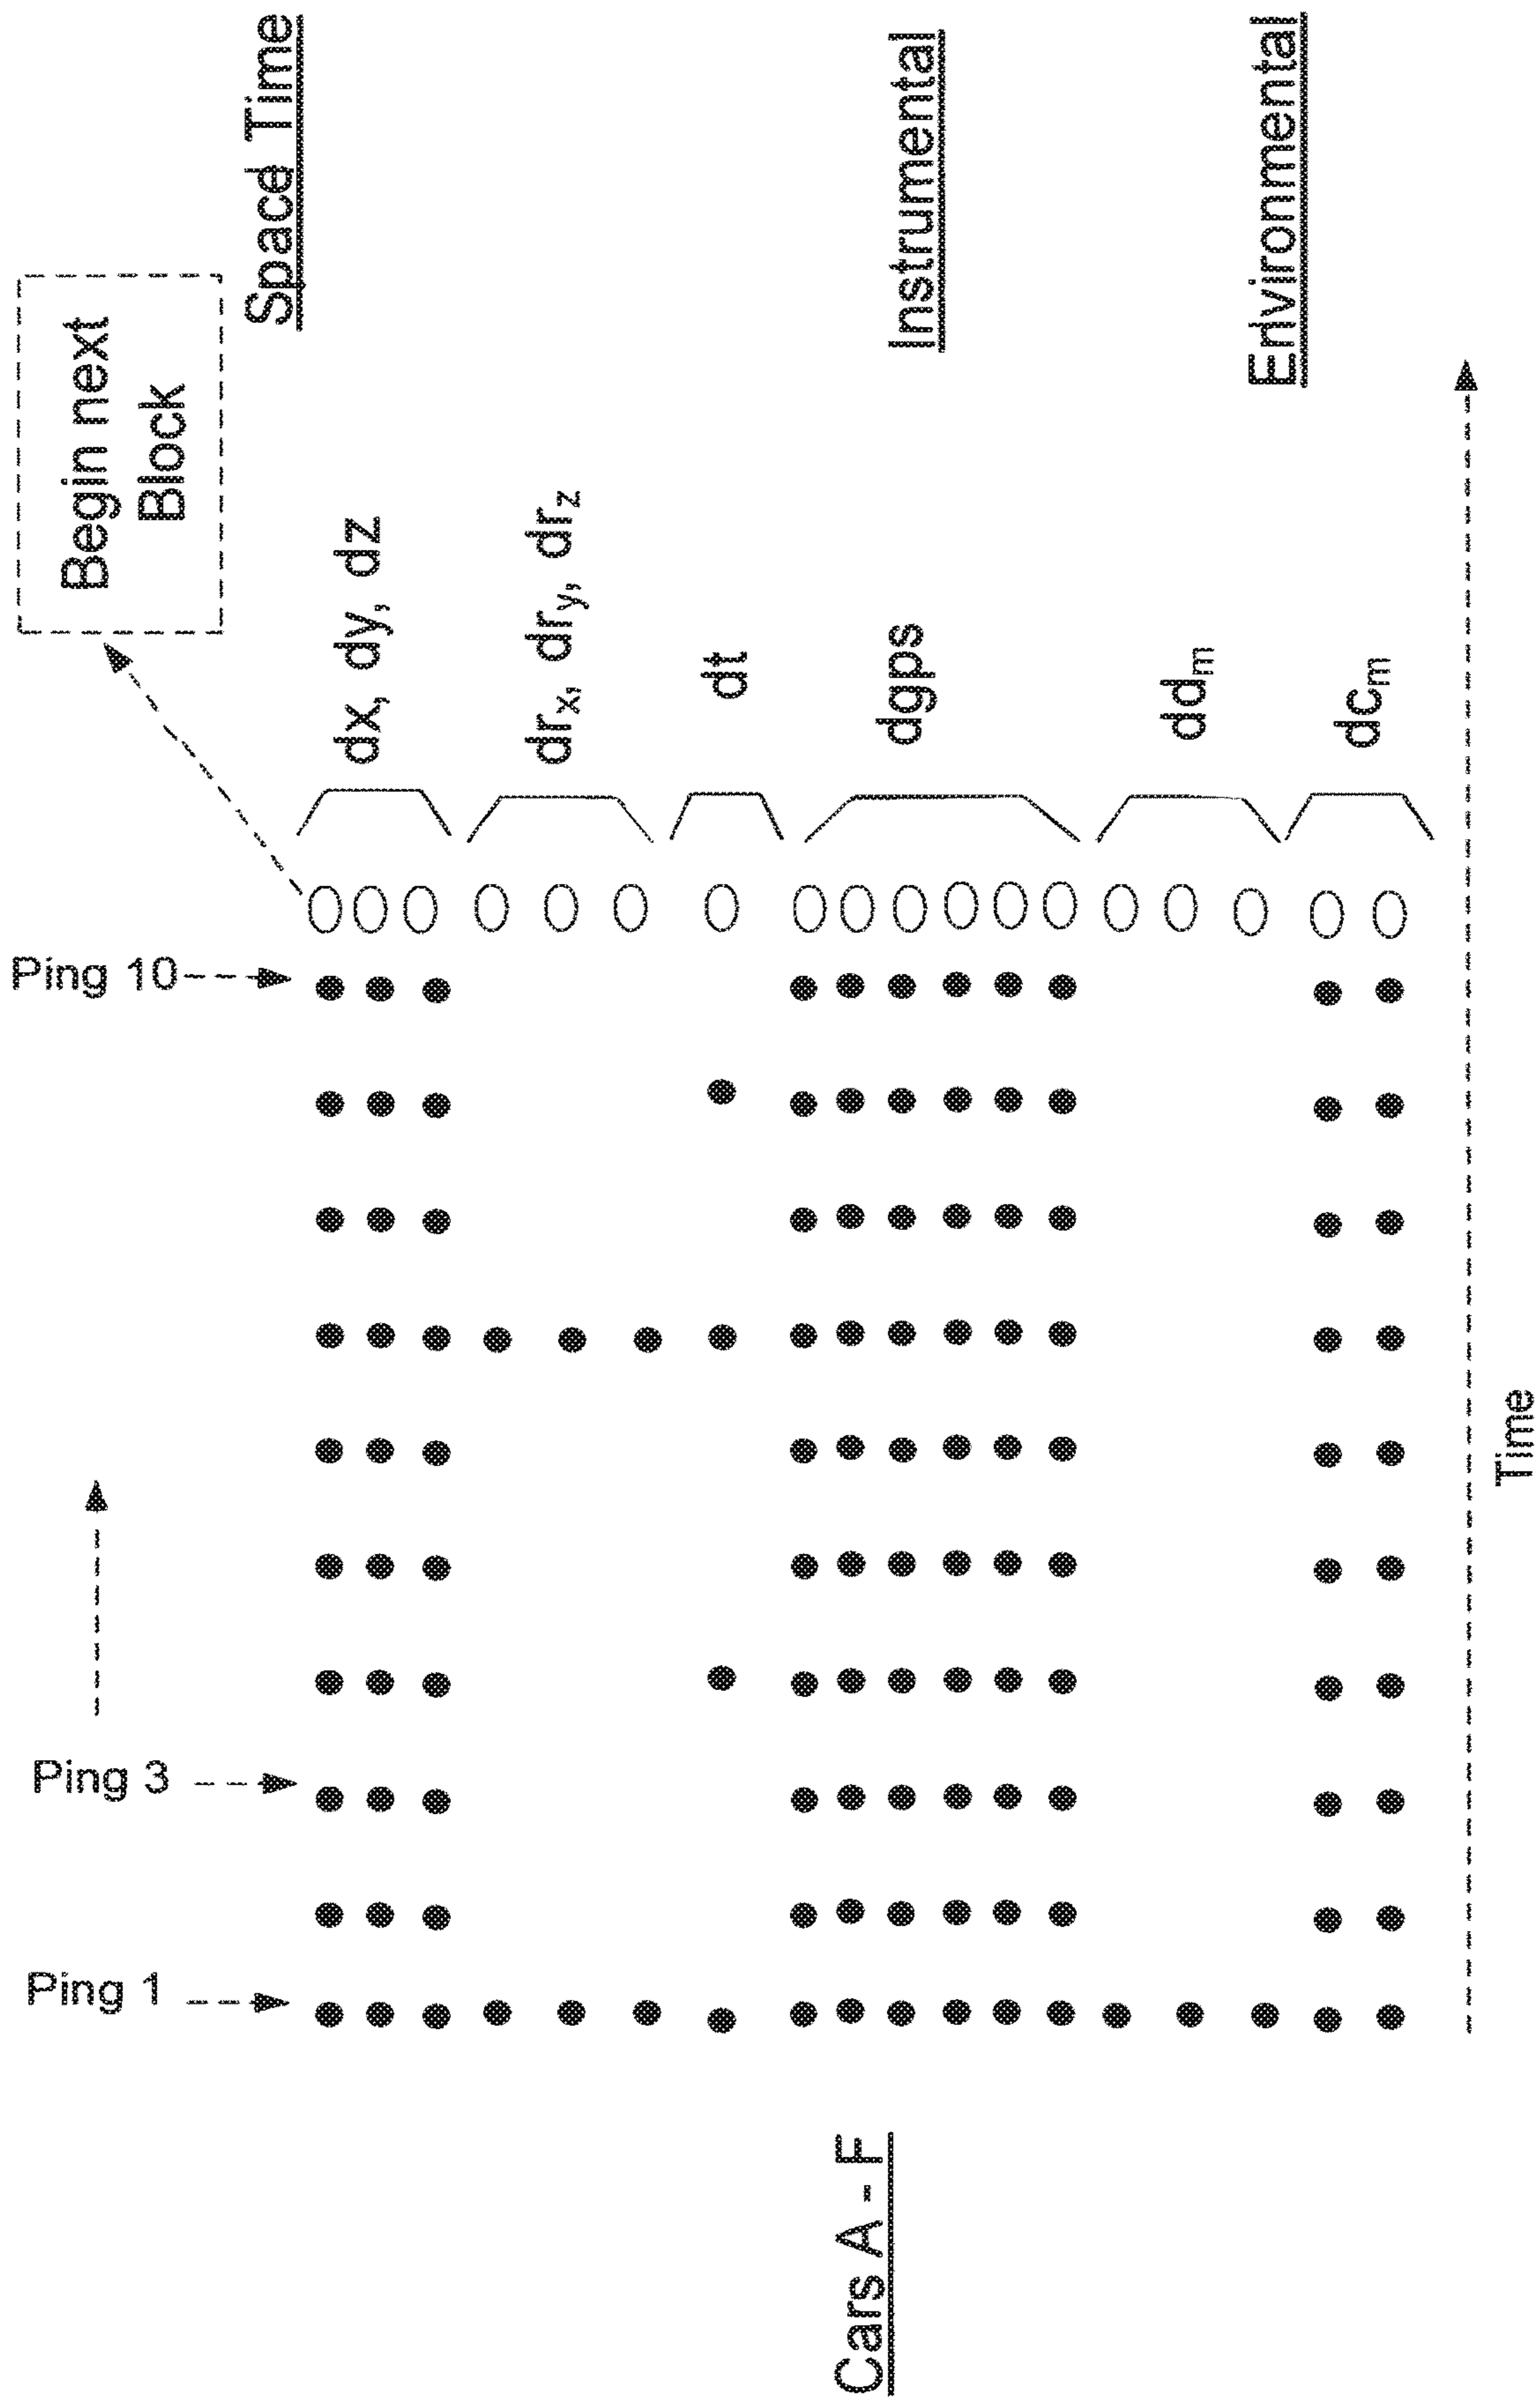 Ping 1
Ping 3
Ping 10
Begin next
Block
Space Time
dx, dy, dz
drx, dry, drz
dt
dgps
Instrumental
ddm
dcm
Environmental
Cars A - F
Time